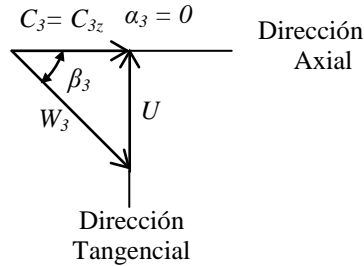 C₃= C₃z α₃ = 0
Dirección
Axial
β₃
W₃
U
Dirección
Tangencial